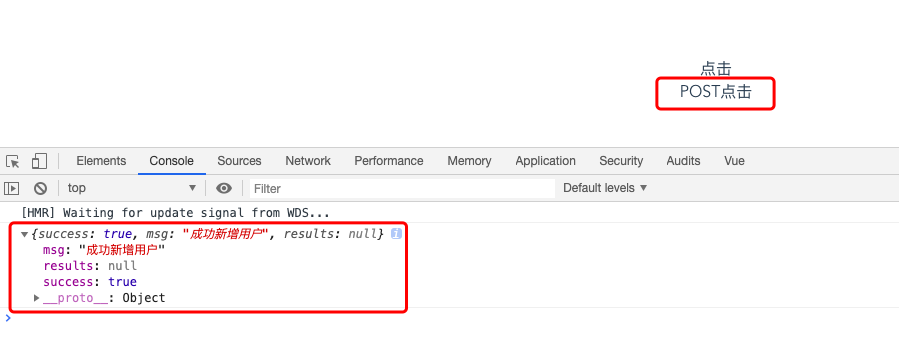 点击
POST点击
Elements Console Sources Network Performance Memory Application Security Audits Vue
top Filter Default levels
[HMR] Waiting for update signal from WDS...
{success: true, msg: "成功新增用户", results: null} i
msg: "成功新增用户"
results: null
success: true
__proto__: Object